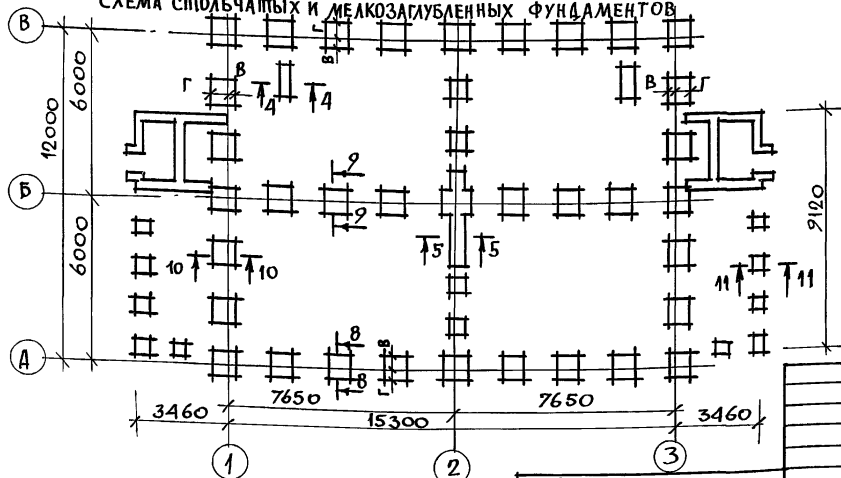 СХЕМА СТОЛБЧАТЫХ И МЕЛКОЗАГЛУБЛЕННЫХ ФУНДАМЕНТОВ
В
Г
В
6000
12000
Г В
4 4
В Г
9
Б
9
9120
5 5
6000
10 10
11 11
8
В
А
8
Г
7650 7650
3460 15300 3460
1 2 3